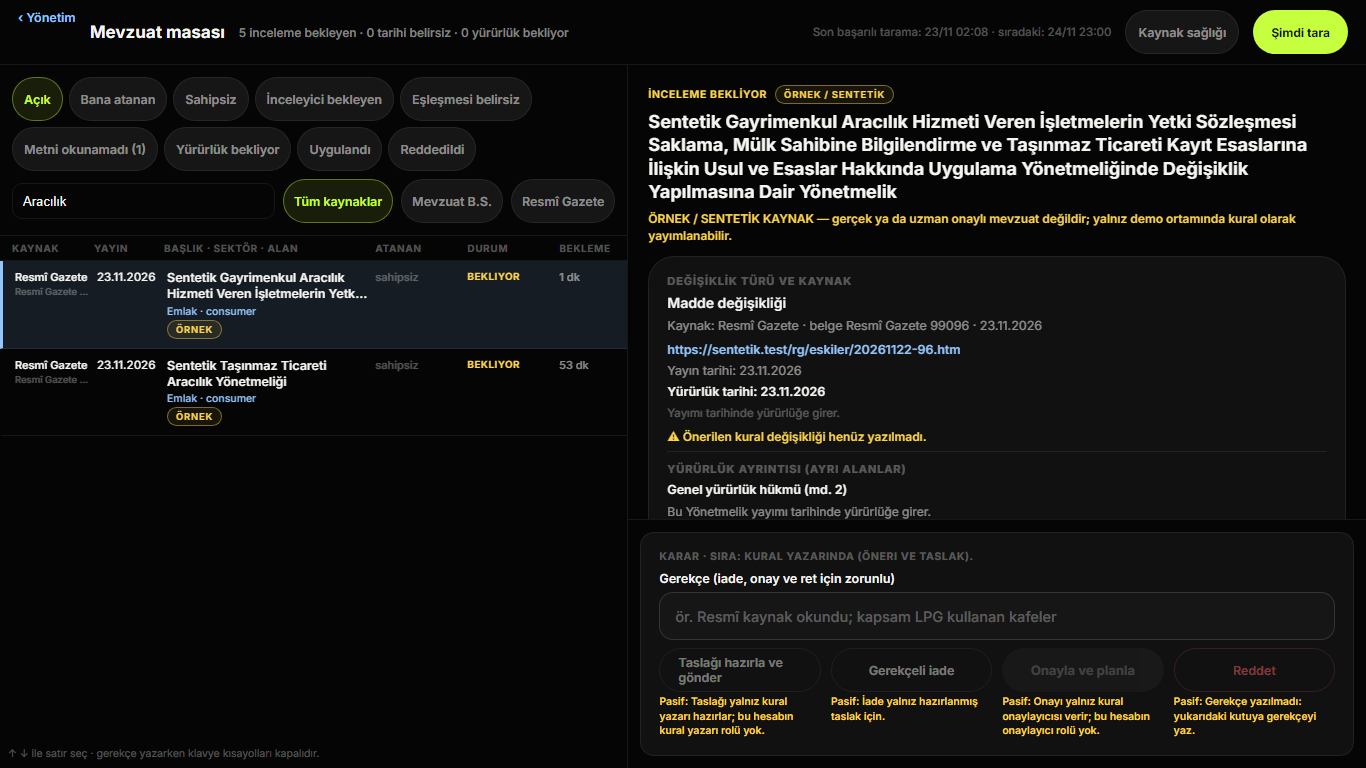 ‹ Yönetim
Mevzuat masası
5 inceleme bekleyen · 0 tarihi belirsiz · 0 yürürlük bekliyor
Son başarılı tarama: 23/11 02:08 · sıradaki: 24/11 23:00
Kaynak sağlığı
Şimdi tara
Açık
Bana atanan
Sahipsiz
İnceleyici bekleyen
Eşleşmesi belirsiz
Metni okunamadı (1)
Yürürlük bekliyor
Uygulandı
Reddedildi
Aracılık
Tüm kaynaklar
Mevzuat B.S.
Resmî Gazete
KAYNAK
YAYIN
BAŞLIK · SEKTÖR · ALAN
ATANAN
DURUM
BEKLEME
Resmî Gazete
Resmî Gazete ...
23.11.2026
Sentetik Gayrimenkul Aracılık
Hizmeti Veren İşletmelerin Yetk...
Emlak · consumer
ÖRNEK
sahipsiz
BEKLIYOR
1 dk
Resmî Gazete
Resmî Gazete ...
23.11.2026
Sentetik Taşınmaz Ticareti
Aracılık Yönetmeliği
Emlak · consumer
ÖRNEK
sahipsiz
BEKLIYOR
53 dk
↑ ↓ ile satır seç · gerekçe yazarken klavye kısayolları kapalıdır.
İNCELEME BEKLİYOR
ÖRNEK / SENTETİK
Sentetik Gayrimenkul Aracılık Hizmeti Veren İşletmelerin Yetki Sözleşmesi
Saklama, Mülk Sahibine Bilgilendirme ve Taşınmaz Ticareti Kayıt Esaslarına
İlişkin Usul ve Esaslar Hakkında Uygulama Yönetmeliğinde Değişiklik
Yapılmasına Dair Yönetmelik
ÖRNEK / SENTETİK KAYNAK — gerçek ya da uzman onaylı mevzuat değildir; yalnız demo ortamında kural olarak
yayımlanabilir.
DEĞİŞİKLİK TÜRÜ VE KAYNAK
Madde değişikliği
Kaynak: Resmî Gazete · belge Resmî Gazete 99096 · 23.11.2026
https://sentetik.test/rg/eskiler/20261122-96.htm
Yayın tarihi: 23.11.2026
Yürürlük tarihi: 23.11.2026
Yayımı tarihinde yürürlüğe girer.
⚠ Önerilen kural değişikliği henüz yazılmadı.
YÜRÜRLÜK AYRINTISI (AYRI ALANLAR)
Genel yürürlük hükmü (md. 2)
Bu Yönetmelik yayımı tarihinde yürürlüğe girer.
KARAR · SIRA: KURAL YAZARINDA (ÖNERİ VE TASLAK).
Gerekçe (iade, onay ve ret için zorunlu)
ör. Resmî kaynak okundu; kapsam LPG kullanan kafeler
Taslağı hazırla ve
gönder
Gerekçeli iade
Onayla ve planla
Reddet
Pasif: Taslağı yalnız kural
yazarı hazırlar; bu hesabın
kural yazarı rolü yok.
Pasif: İade yalnız hazırlanmış
taslak için.
Pasif: Onayı yalnız kural
onaylayıcısı verir; bu hesabın
onaylayıcı rolü yok.
Pasif: Gerekçe yazılmadı:
yukarıdaki kutuya gerekçeyi
yaz.